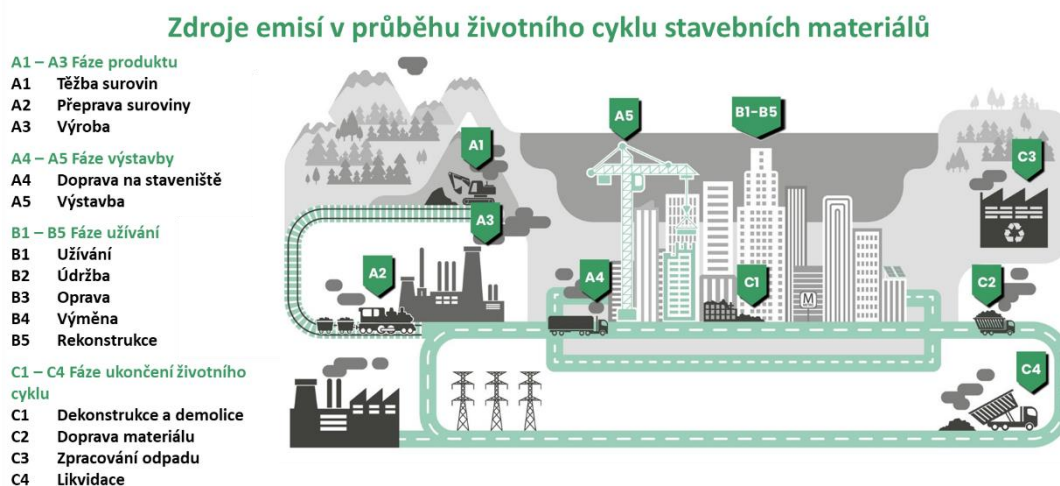 Zdroje emisí v průběhu životního cyklu stavebních materiálů
A1 – A3 Fáze produktu
A1 Těžba surovin
A2 Přeprava suroviny
A3 Výroba
A4 – A5 Fáze výstavby
A4 Doprava na staveniště
A5 Výstavba
B1 – B5 Fáze užívání
B1 Užívání
B2 Údržba
B3 Oprava
B4 Výměna
B5 Rekonstrukce
C1 – C4 Fáze ukončení životního
cyklu
C1 Dekonstrukce a demolice
C2 Doprava materiálu
C3 Zpracování odpadu
C4 Likvidace
A5
B1–B5
A1
C3
A3
A2
A4
C1
C2
M
C4